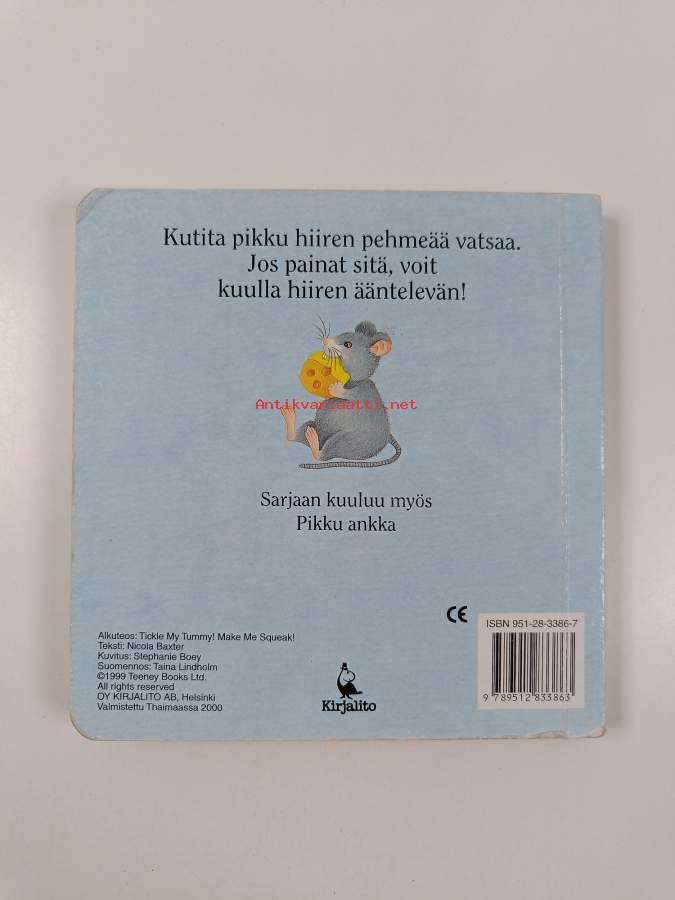 Kutita pikku hiiren pehmeää vatsaa.
Jos painat sitä, voit
kuulla hiiren ääntelevän!
Antikvariaatti.net
Sarjaan kuuluu myös
Pikku ankka
CE
ISBN 951-28-3386-7
9 789512 833863
Alkuteos: Tickle My Tummy! Make Me Squeak!
Teksti: Nicola Baxter
Kuvitus: Stephanie Boey
Suomennos: Taina Lindholm
©1999 Teeney Books Ltd.
All rights reserved
OY KIRJALITO AB, Helsinki
Valmistettu Thaimaassa 2000
Kirjalito